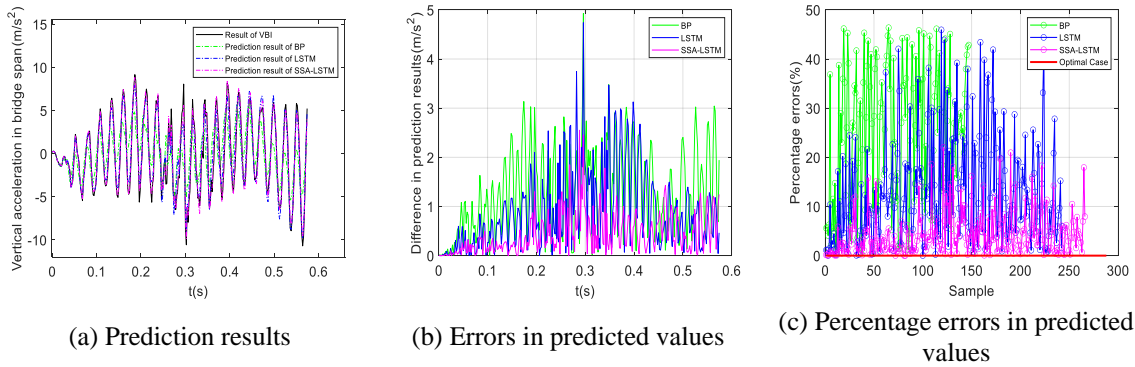 Vertical acceleration in bridge span(m/s²)
15
10
5
0
-5
-10
0
0.1
0.2
0.3
0.4
0.5
0.6
t(s)
Result of VBI
Prediction result of BP
Prediction result of LSTM
Prediction result of SSA-LSTM
(a) Prediction results
Difference in prediction results(m/s²)
5
4
3
2
1
0
0
0.1
0.2
0.3
0.4
0.5
0.6
t(s)
BP
LSTM
SSA-LSTM
(b) Errors in predicted values
Percentage errors(%)
50
40
30
20
10
0
0
50
100
150
200
250
300
Sample
BP
LSTM
SSA-LSTM
Optimal Case
(c) Percentage errors in predicted
values